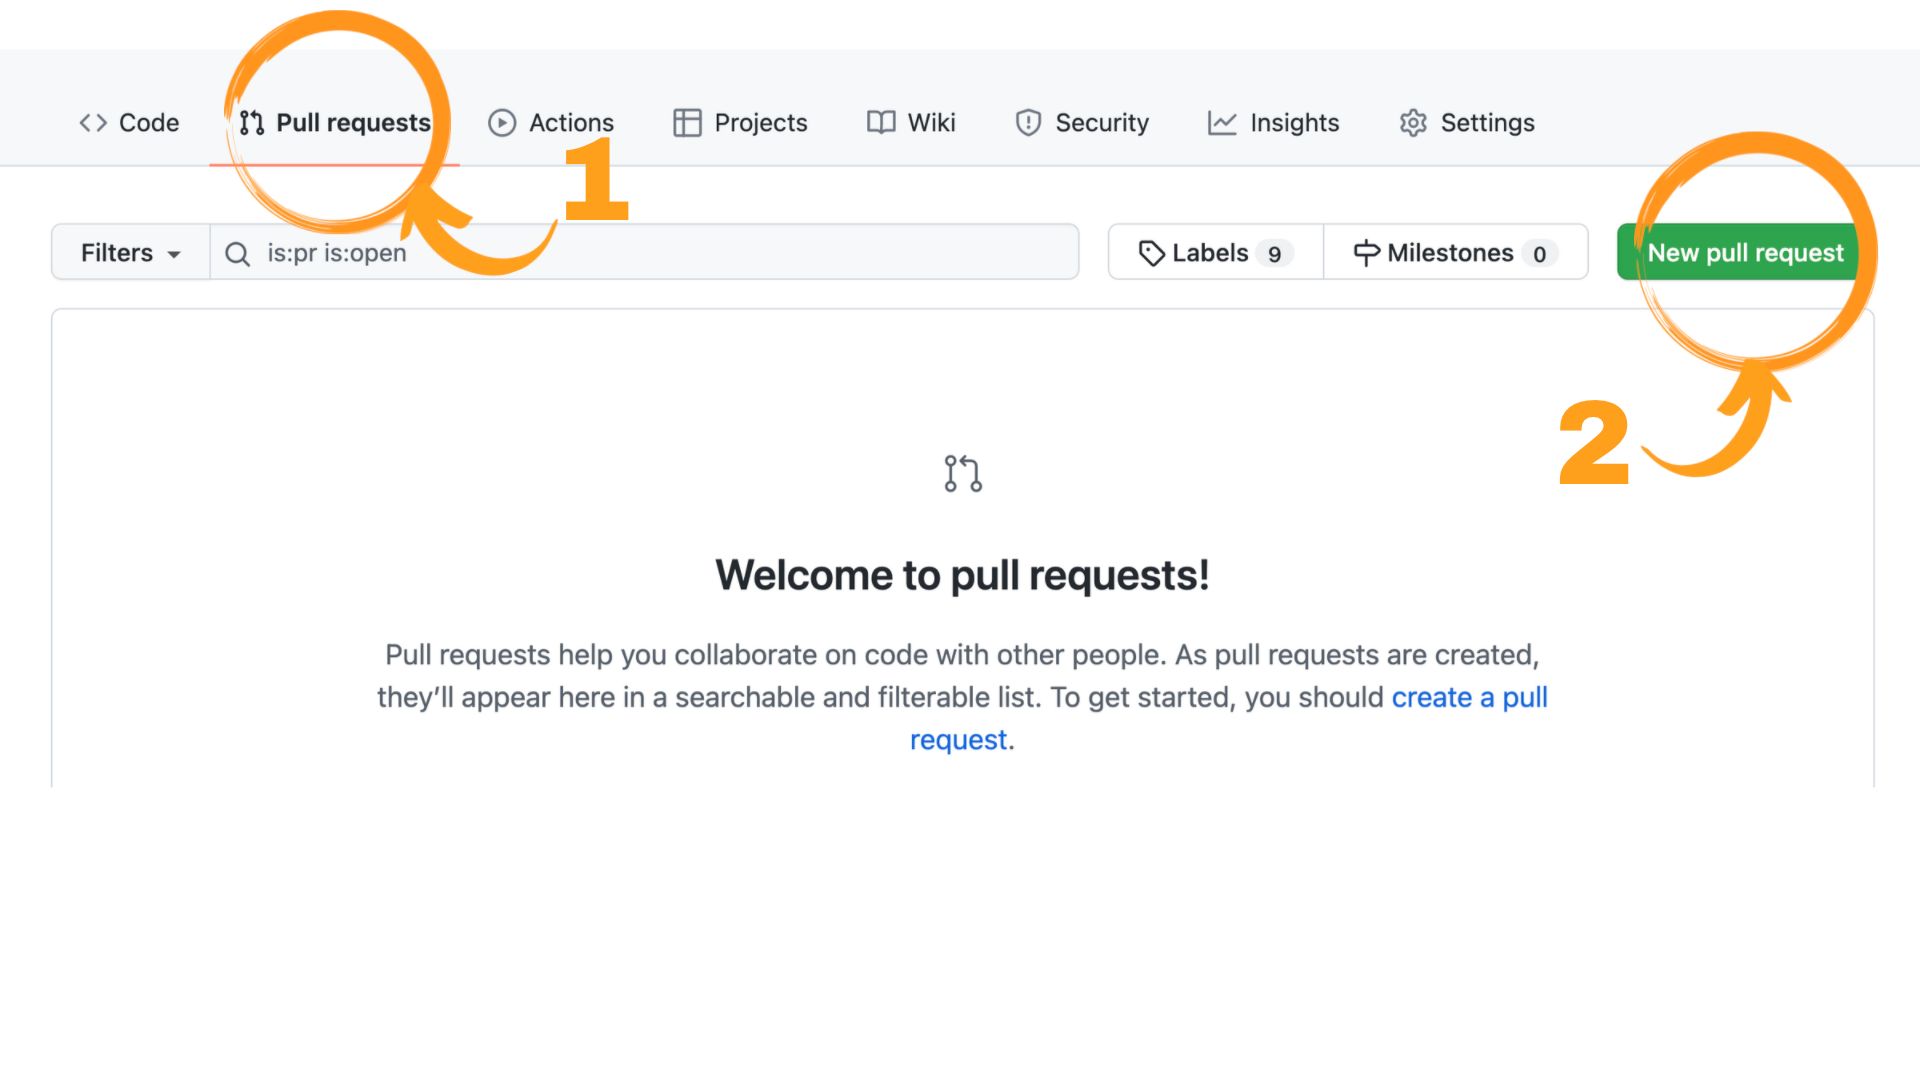 Code Pull requests Actions Projects Wiki Security Insights Settings
1
Filters is:pr is:open Labels 9 Milestones 0 New pull request
2
Welcome to pull requests!
Pull requests help you collaborate on code with other people. As pull requests are created,
they’ll appear here in a searchable and filterable list. To get started, you should create a pull
request.